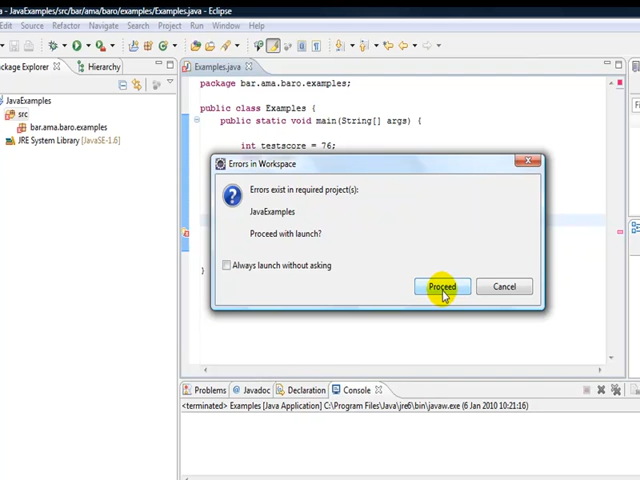 a - JavaExamples/src/bar/ama/baro/examples/Examples.java - Eclipse
Edit Source Refactor Navigate Search Project Run Window Help
Package Explorer Hierarchy
Examples.java
JavaExamples
src
bar.ama.baro.examples
JRE System Library [JavaSE-1.6]
package bar.ama.baro.examples;
public class Examples {
public static void main(String[] args) {
int testscore = 76;
}
Errors in Workspace
Errors exist in required project(s):
JavaExamples
Proceed with launch?
Always launch without asking
Proceed Cancel
Problems Javadoc Declaration Console
<terminated> Examples [Java Application] C:\Program Files\Java\jre6\bin\javaw.exe (6 Jan 2010 10:21:16)